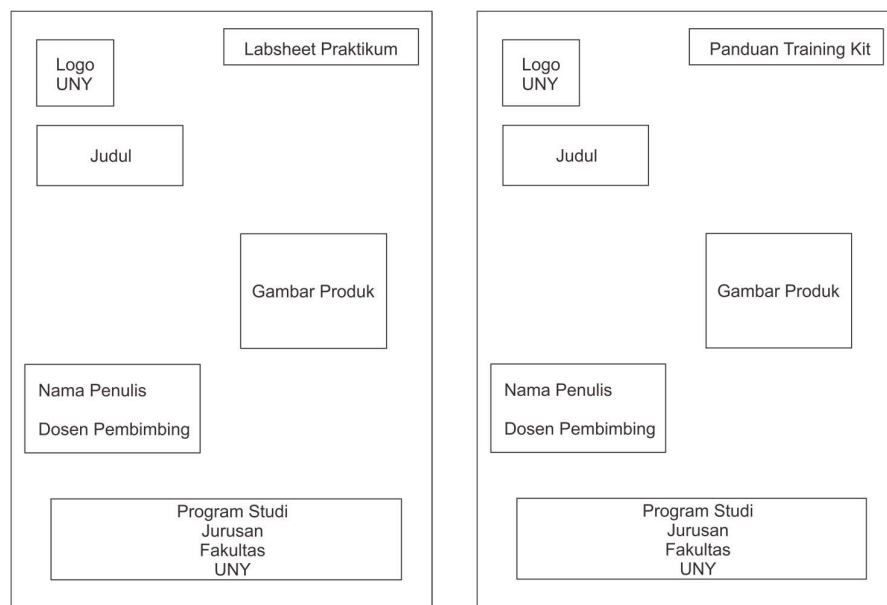 Labsheet Praktikum
Logo
UNY
Judul
Gambar Produk
Nama Penulis
Dosen Pembimbing
Program Studi
Jurusan
Fakultas
UNY
Panduan Training Kit
Logo
UNY
Judul
Gambar Produk
Nama Penulis
Dosen Pembimbing
Program Studi
Jurusan
Fakultas
UNY